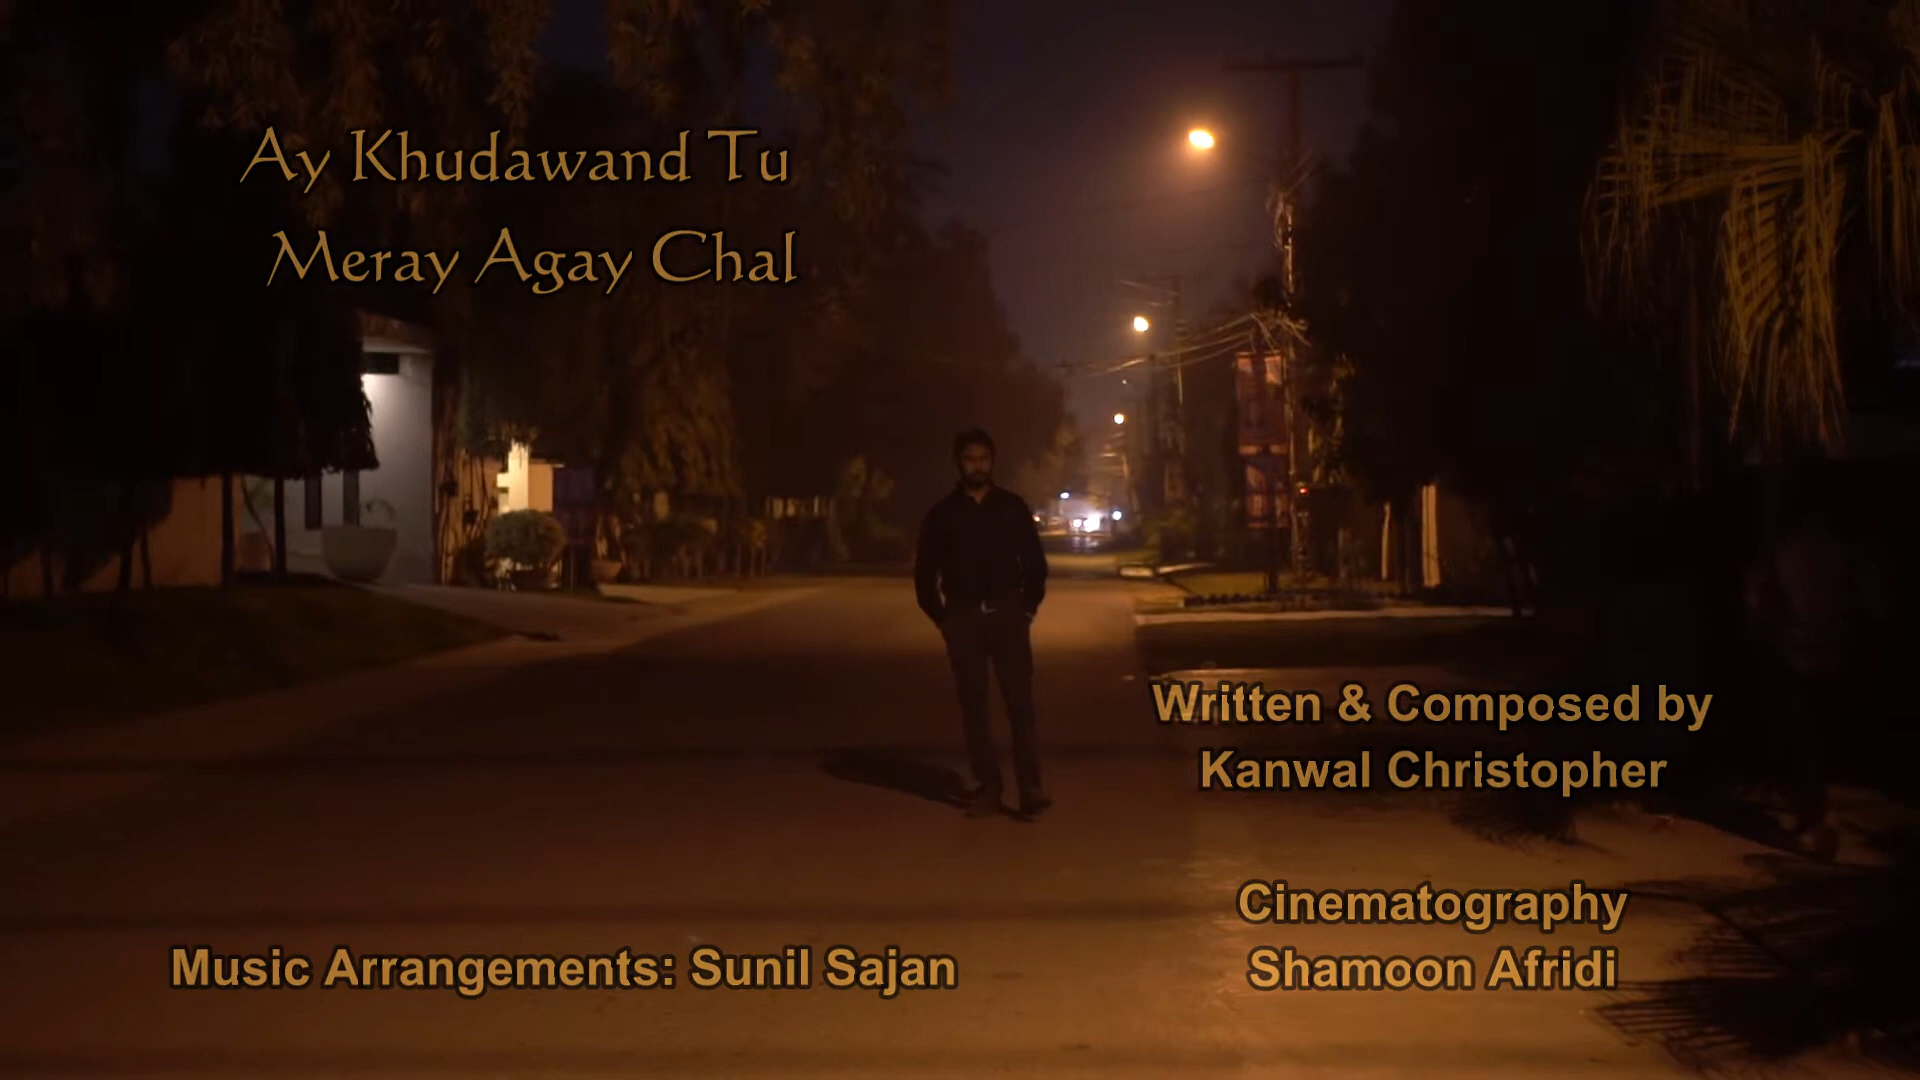 Ay Khudawand Tu
Meray Agay Chal
Written & Composed by
Kanwal Christopher
Cinematography
Shamoon Afridi
Music Arrangements: Sunil Sajan